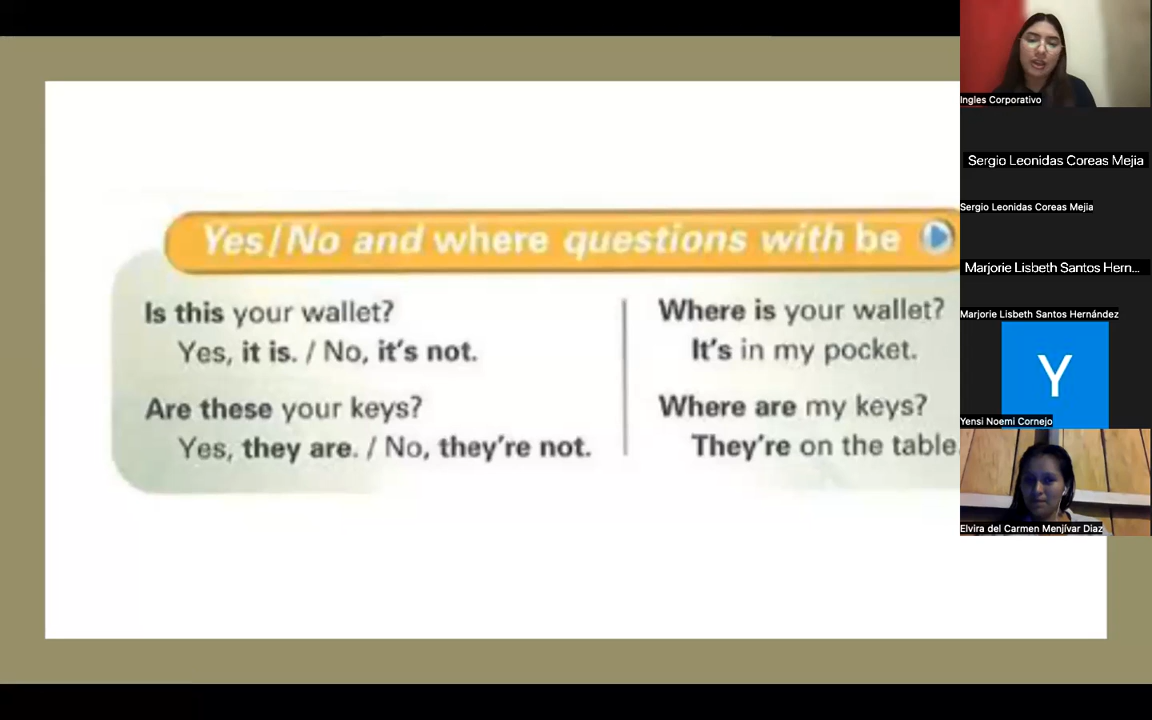 Yes/No and where questions with be
Is this your wallet?
Yes, it is. / No, it's not.
Are these your keys?
Yes, they are. / No, they're not.
Where is your wallet?
It's in my pocket.
Where are my keys?
They're on the table
Ingles Corporativo
Sergio Leonidas Coreas Mejia
Sergio Leonidas Coreas Mejia
Marjorie Lisbeth Santos Hern...
Marjorie Lisbeth Santos Hernández
Y
Yensi Noemi Cornejo
Elvira del Carmen Menjívar Diaz